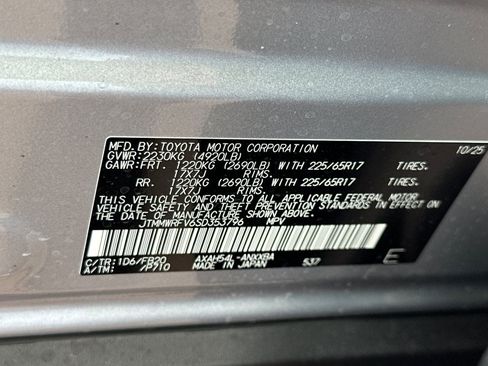 MFD. BY: TOYOTA MOTOR CORPORATION 10/25
GVWR: 2230KG (4920LB)
GAWR: FRT. 1220KG (2690LB) WITH 225/65R17 TIRES.
17X7J RIMS.
RR. 1220KG (2690LB) WITH 225/65R17 TIRES.
17X7J RIMS.
THIS VEHICLE CONFORMS TO ALL APPLICABLE FEDERAL MOTOR
VEHICLE SAFETY, BUMPER, AND THEFT PREVENTION STANDARDS IN EFFECT
ON THE DATE OF MANUFACTURE SHOWN ABOVE.
JTMMWRFV6SD353796 MPV
C/TR: 1D6/FB20 AXAH54L-ANXXBA
A/TM: /P710 MADE IN JAPAN 537 E